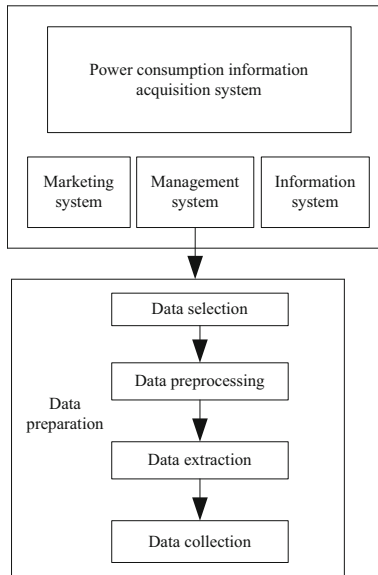 Power consumption information
acquisition system
Marketing
system
Management
system
Information
system
Data selection
Data preprocessing
Data
preparation
Data extraction
Data collection